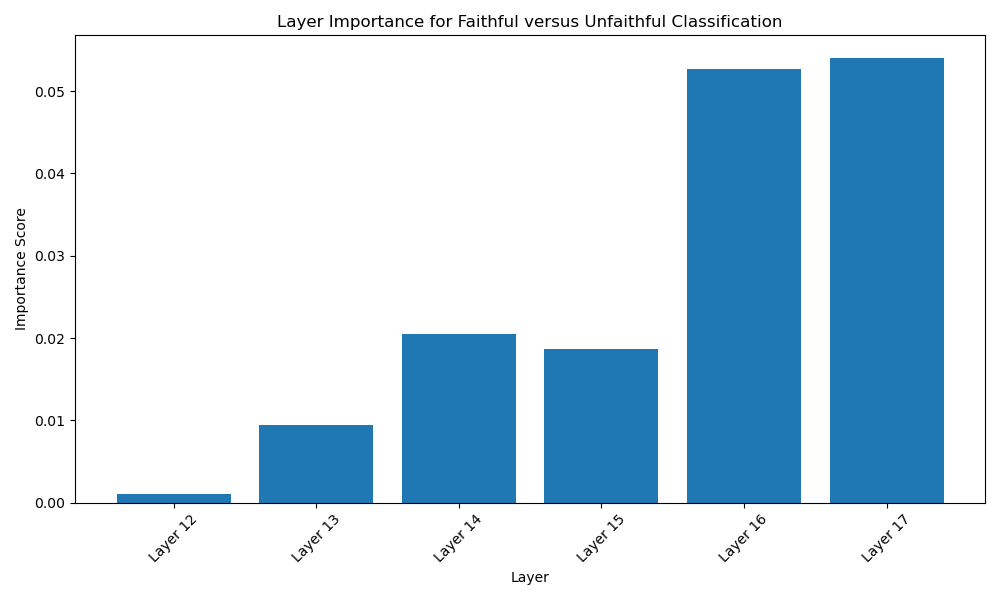 Layer Importance for Faithful versus Unfaithful Classification
Importance Score
0.05
0.04
0.03
0.02
0.01
0.00
Layer 12
Layer 13
Layer 14
Layer 15
Layer 16
Layer 17
Layer